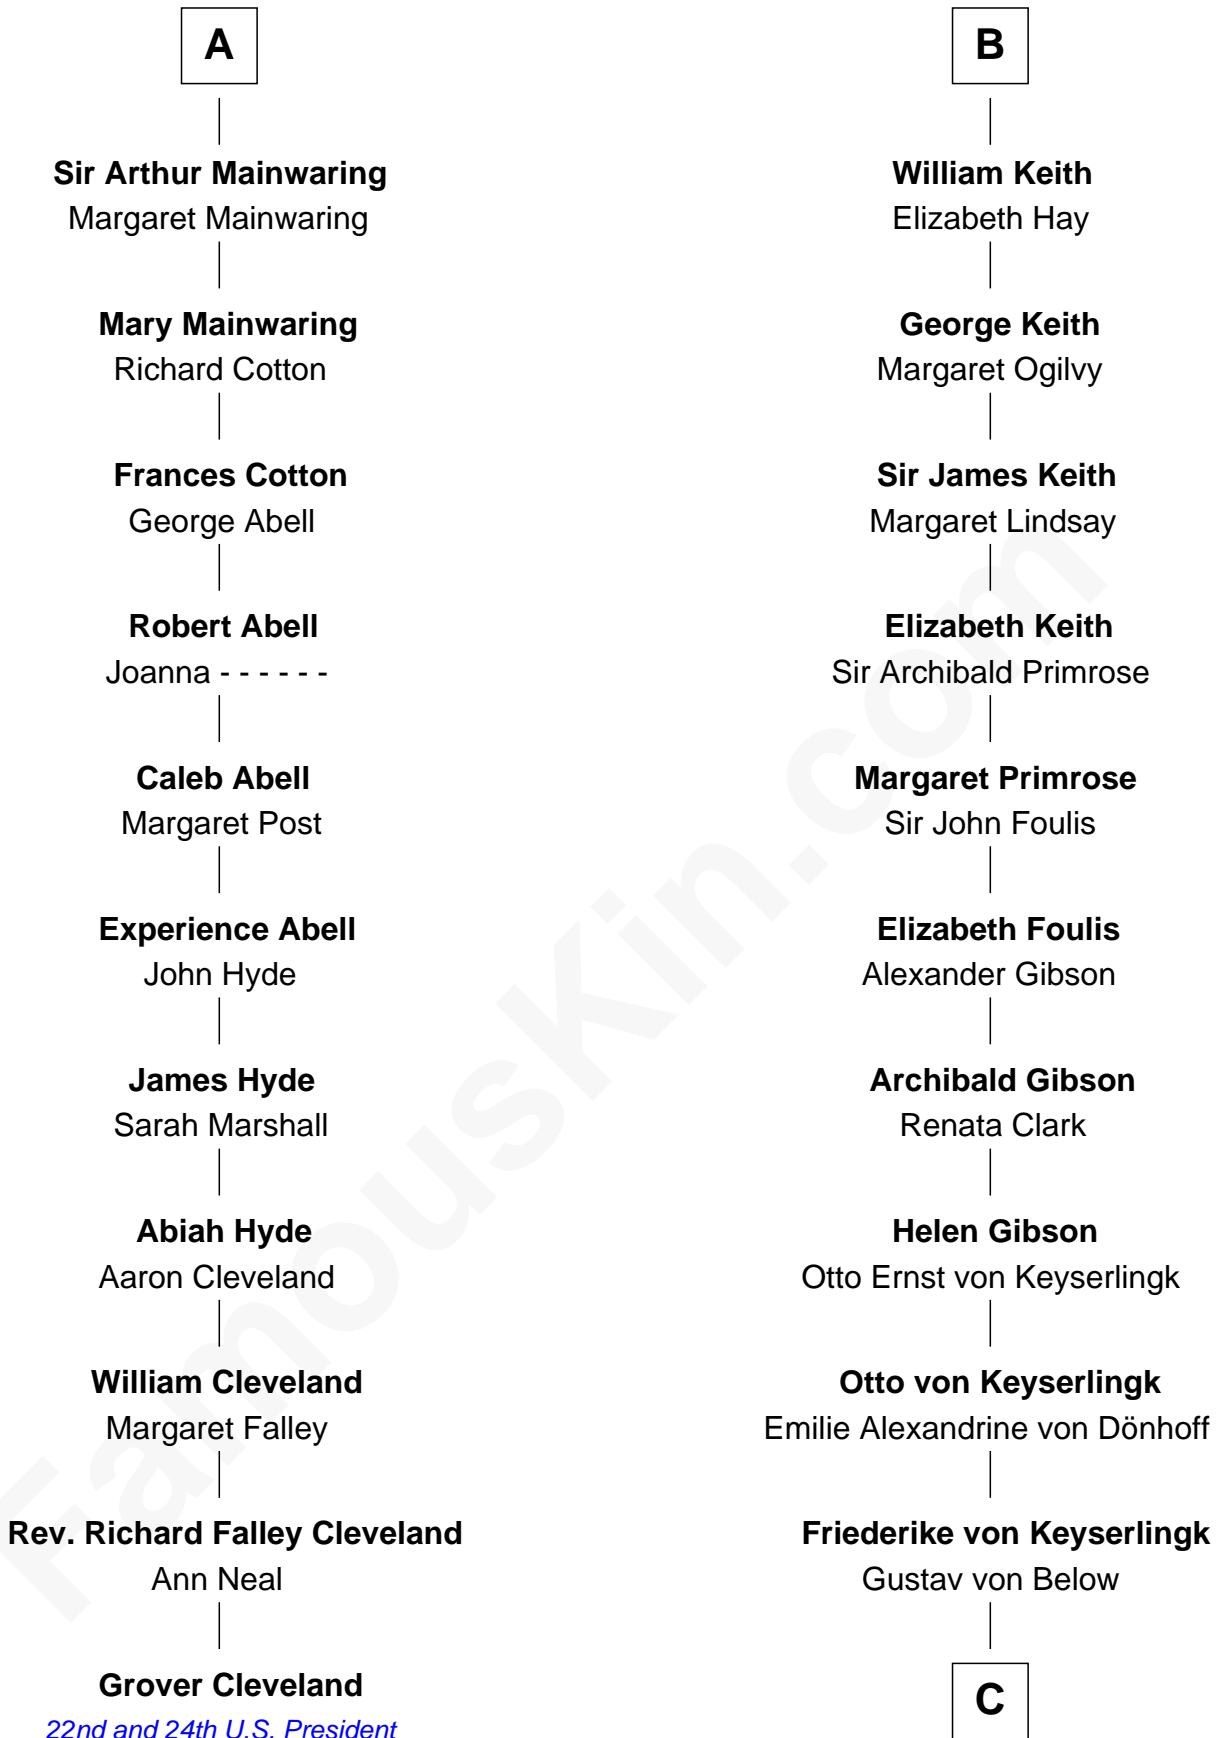 A
Sir Arthur Mainwaring
Margaret Mainwaring
Mary Mainwaring
Richard Cotton
Frances Cotton
George Abell
Robert Abell
Joanna - - - - - -
Caleb Abell
Margaret Post
Experience Abell
John Hyde
James Hyde
Sarah Marshall
Abiah Hyde
Aaron Cleveland
William Cleveland
Margaret Falley
Rev. Richard Falley Cleveland
Ann Neal
Grover Cleveland
22nd and 24th U.S. President
B
William Keith
Elizabeth Hay
George Keith
Margaret Ogilvy
Sir James Keith
Margaret Lindsay
Elizabeth Keith
Sir Archibald Primrose
Margaret Primrose
Sir John Foulis
Elizabeth Foulis
Alexander Gibson
Archibald Gibson
Renata Clark
Helen Gibson
Otto Ernst von Keyserlingk
Otto von Keyserlingk
Emilie Alexandrine von Dönhoff
Friederike von Keyserlingk
Gustav von Below
C
FamousKin.com